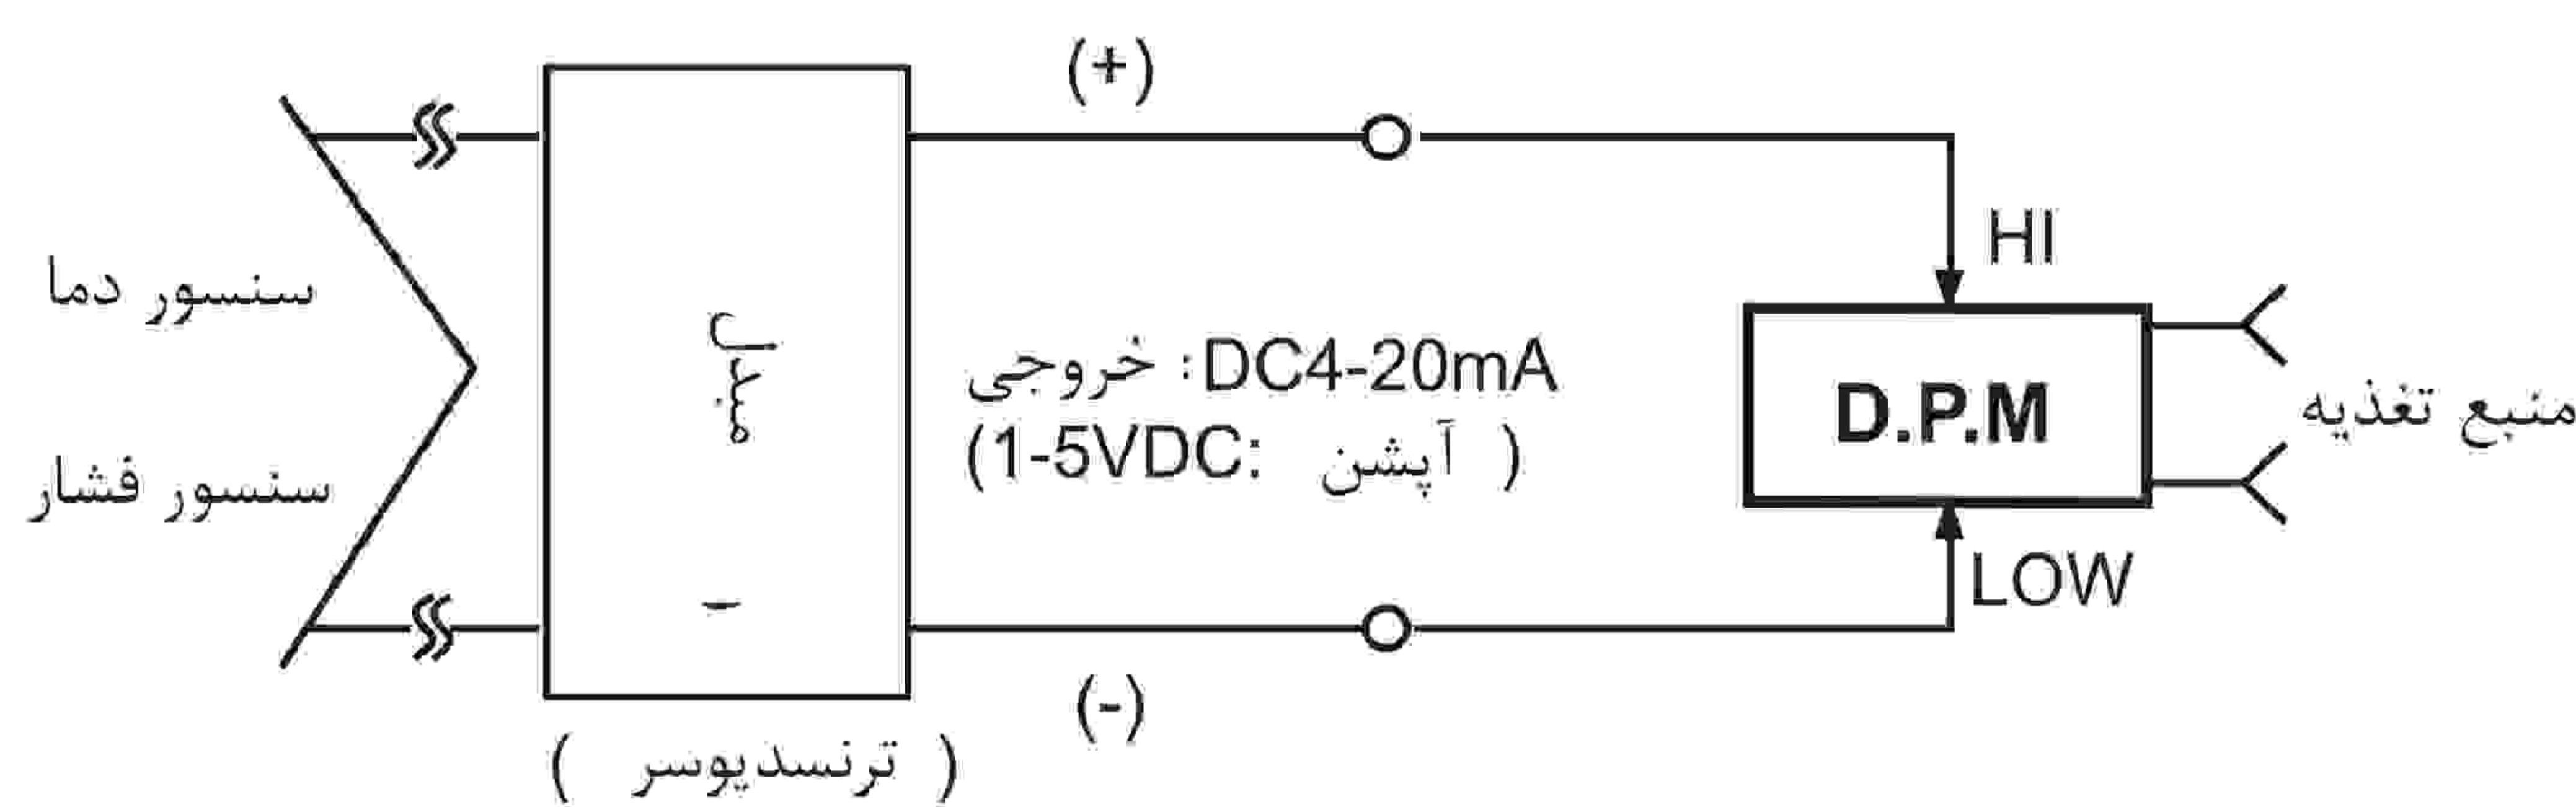 (+)
HI
سنسور دما
مبدل
خروجی : DC4-20mA
(1-5VDC: آپشن )
D.P.M
منبع تغذیه
سنسور فشار
LOW
(-)
( ترنسدیوسر )